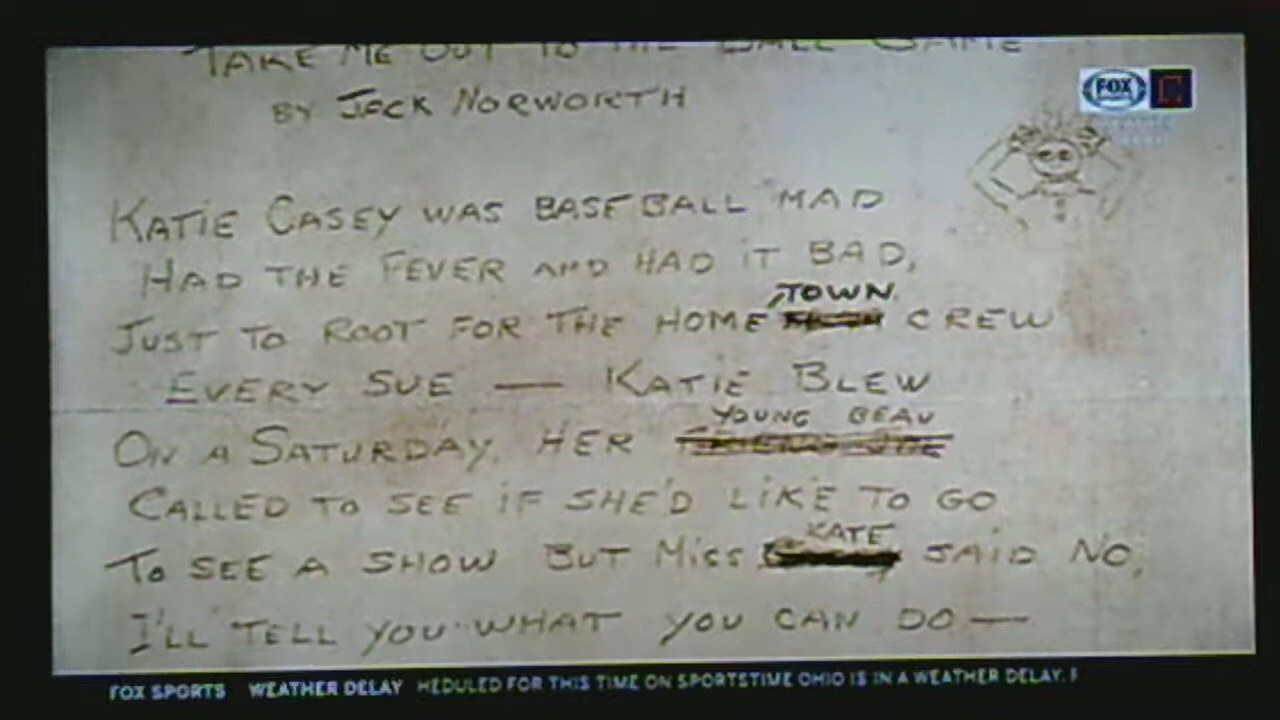 TAKE ME OUT TO THE BALL GAME
BY JACK NORWORTH
FOX
C
KATIE CASEY WAS BASEBALL MAD
HAD THE FEVER AND HAD IT BAD,
TOWN
JUST TO ROOT FOR THE HOME CREW
EVERY SUE — KATIE BLEW
YOUNG BEAU
ON A SATURDAY, HER
CALLED TO SEE IF SHE'D LIKE TO GO
KATE
TO SEE A SHOW BUT MISS SAID NO,
I'LL TELL YOU WHAT YOU CAN DO —
FOX SPORTS WEATHER DELAY HEDULED FOR THIS TIME ON SPORTSTIME OHIO IS IN A WEATHER DELAY. F